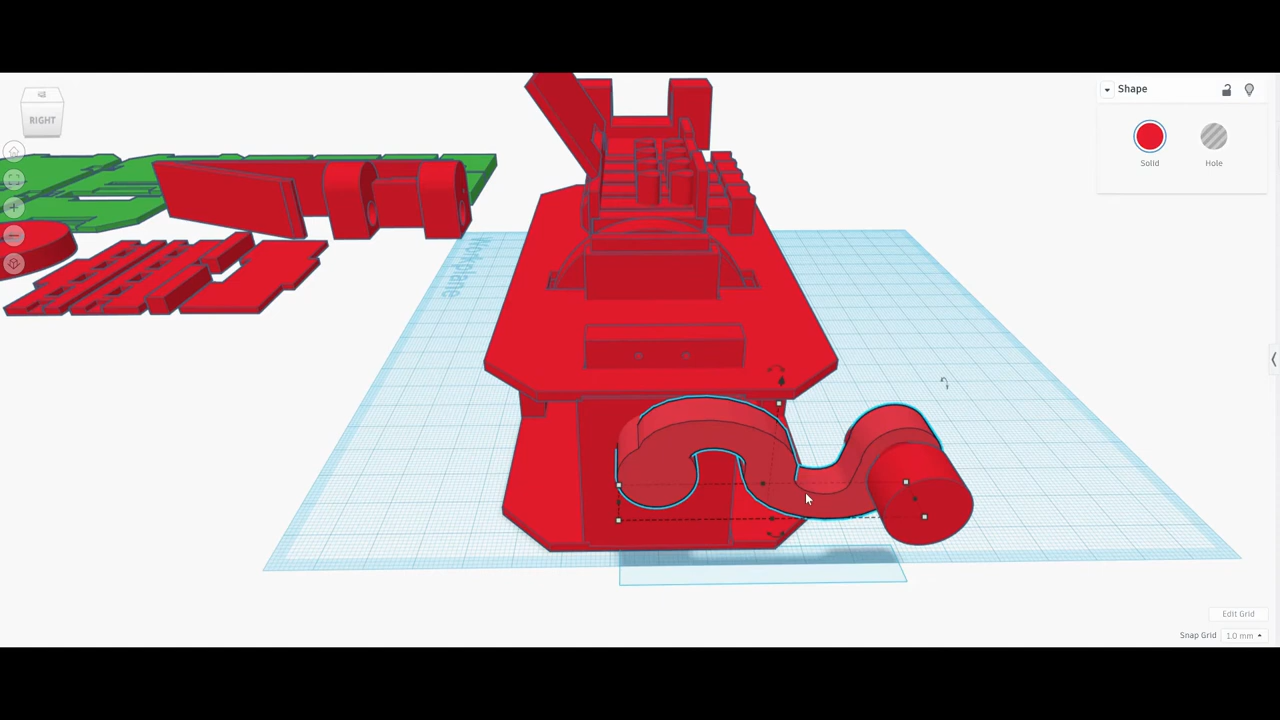 Shape
RIGHT
Solid
Hole
Workplane
Edit Grid
Snap Grid 1.0 mm